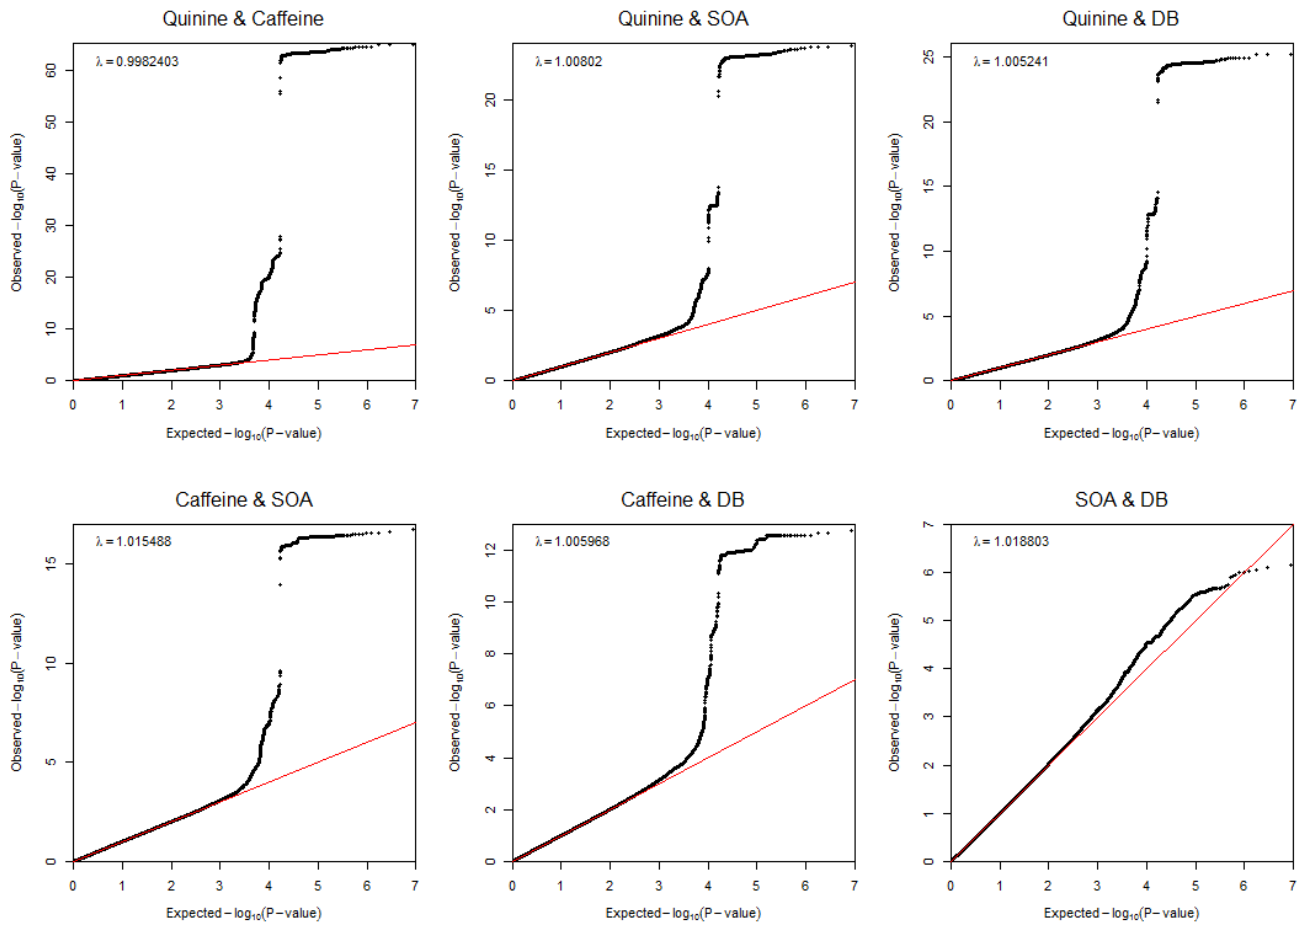 Quinine & Caffeine
λ = 0.9982403
Observed −log10(P−value)
0 10 20 30 40 50 60
0 1 2 3 4 5 6 7
Expected −log10(P−value)
Quinine & SOA
λ = 1.00802
Observed −log10(P−value)
0 5 10 15 20
0 1 2 3 4 5 6 7
Expected −log10(P−value)
Quinine & DB
λ = 1.005241
Observed −log10(P−value)
0 5 10 15 20 25
0 1 2 3 4 5 6 7
Expected −log10(P−value)
Caffeine & SOA
λ = 1.015488
Observed −log10(P−value)
0 5 10 15
0 1 2 3 4 5 6 7
Expected −log10(P−value)
Caffeine & DB
λ = 1.005968
Observed −log10(P−value)
0 2 4 6 8 10 12
0 1 2 3 4 5 6 7
Expected −log10(P−value)
SOA & DB
λ = 1.018803
Observed −log10(P−value)
0 1 2 3 4 5 6 7
0 1 2 3 4 5 6 7
Expected −log10(P−value)